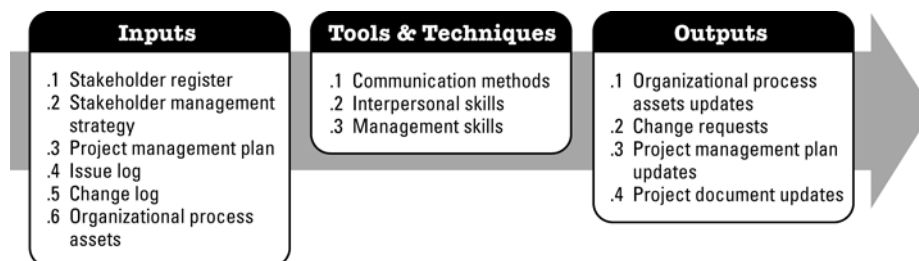 Inputs
.1 Stakeholder register
.2 Stakeholder management
strategy
.3 Project management plan
.4 Issue log
.5 Change log
.6 Organizational process
assets
Tools & Techniques
.1 Communication methods
.2 Interpersonal skills
.3 Management skills
Outputs
.1 Organizational process
assets updates
.2 Change requests
.3 Project management plan
updates
.4 Project document updates